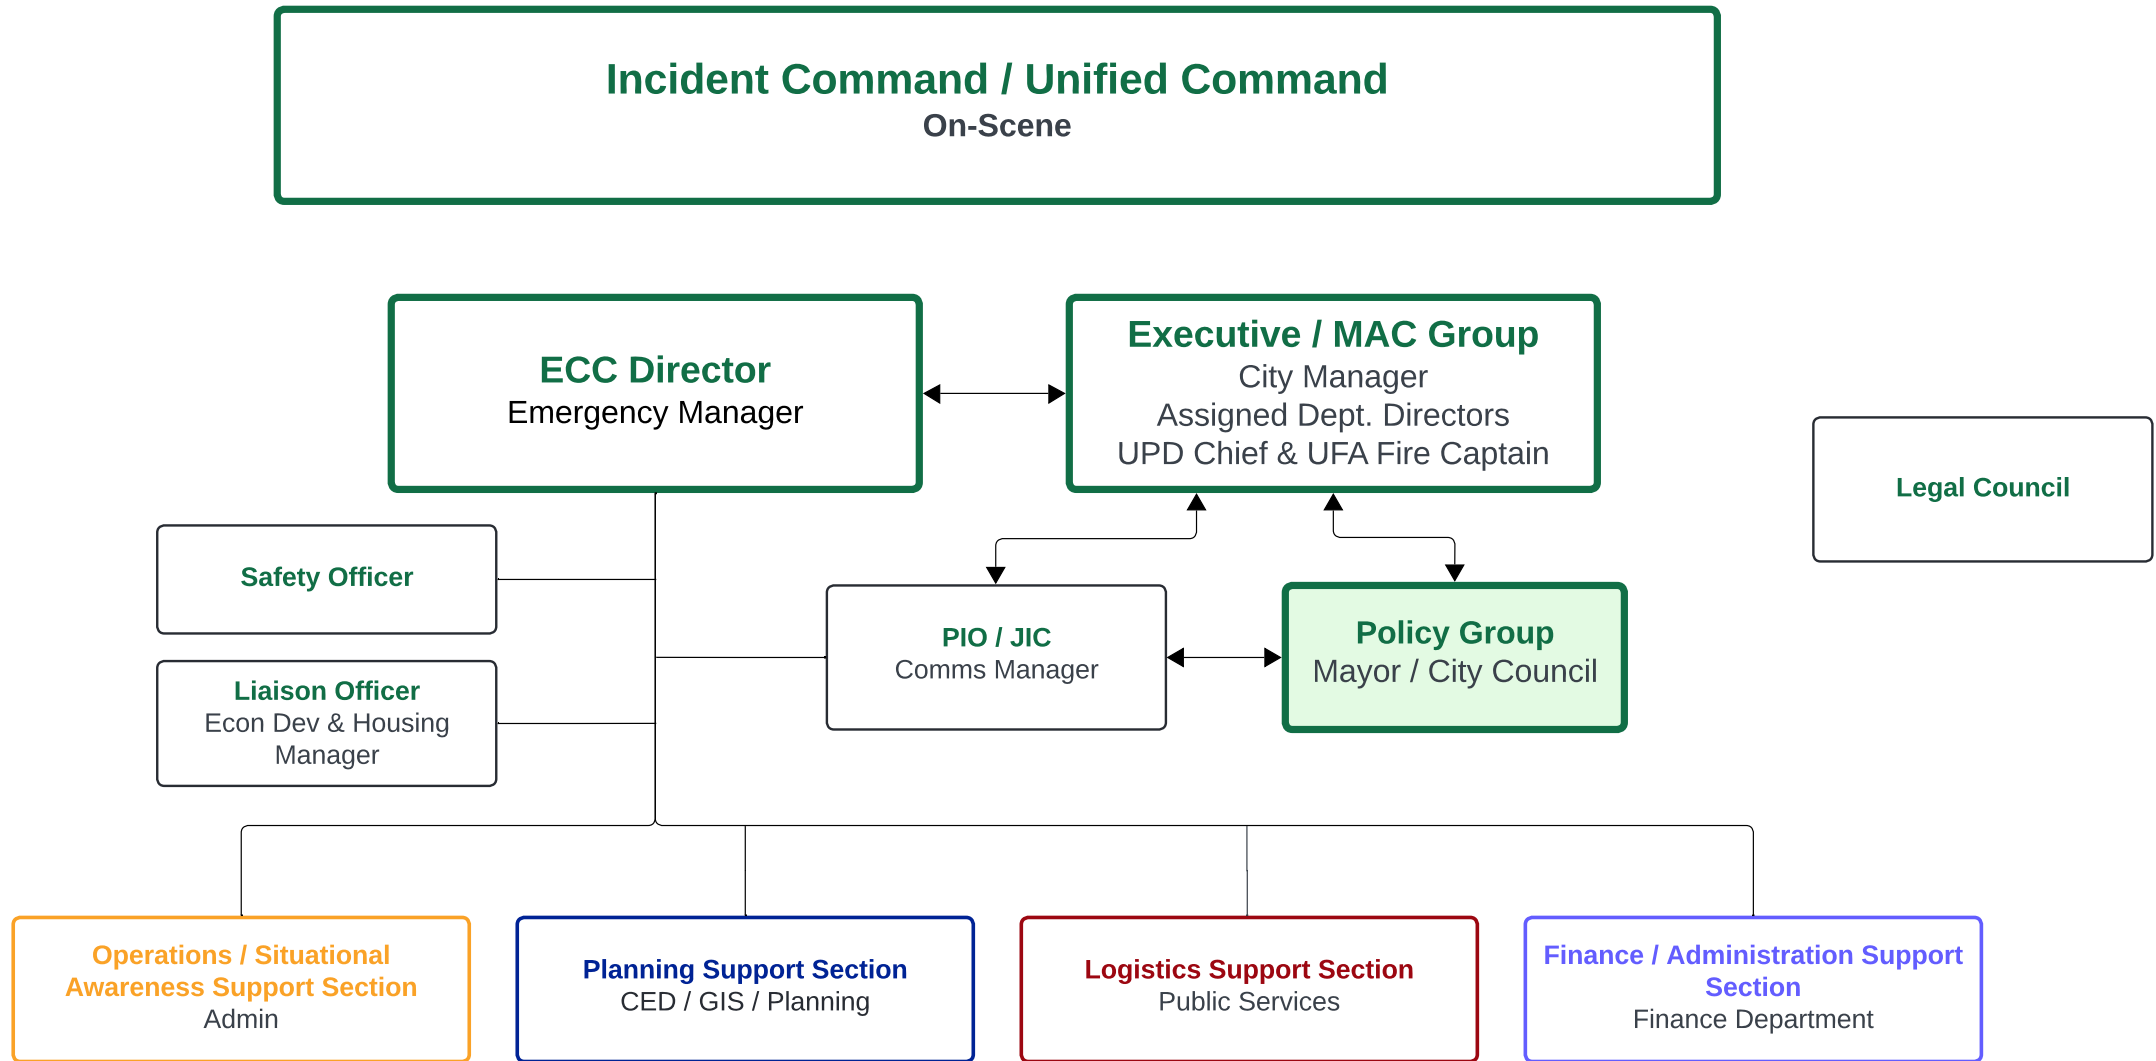 Incident Command / Unified Command
On-Scene
ECC Director
Emergency Manager
Executive / MAC Group
City Manager
Assigned Dept. Directors
UPD Chief & UFA Fire Captain
Legal Council
Safety Officer
PIO / JIC
Comms Manager
Policy Group
Mayor / City Council
Liaison Officer
Econ Dev & Housing
Manager
Operations / Situational
Awareness Support Section
Admin
Planning Support Section
CED / GIS / Planning
Logistics Support Section
Public Services
Finance / Administration Support
Section
Finance Department